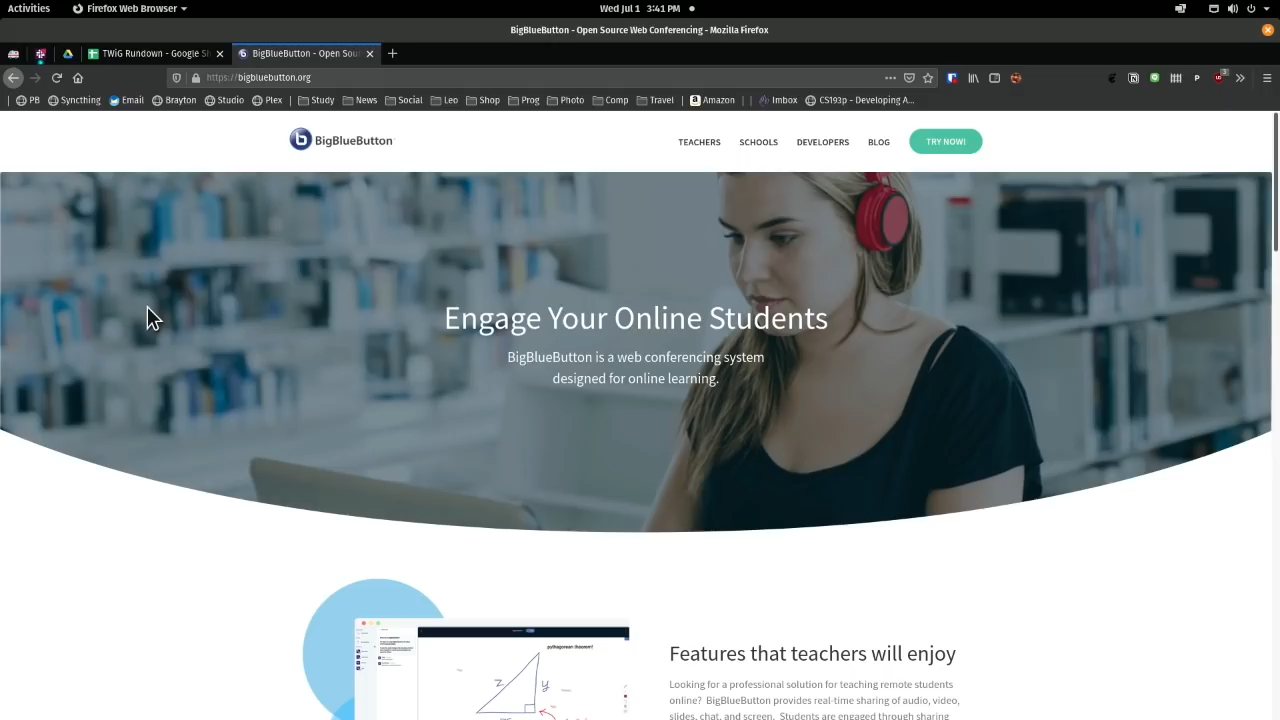 Activities Firefox Web Browser Wed Jul 1 3:41 PM
BigBlueButton - Open Source Web Conferencing - Mozilla Firefox
TWiG Rundown - Google Sh BigBlueButton - Open Sou
https://bigbluebutton.org
PB Syncthing Email Brayton Studio Plex Study News Social Leo Shop Prog Photo Comp Travel Amazon Imbox CS193p - Developing A...
BigBlueButton
TEACHERS SCHOOLS DEVELOPERS BLOG TRY NOW!
Engage Your Online Students
BigBlueButton is a web conferencing system
designed for online learning.
pythagorean theorem!
z y
Features that teachers will enjoy
Looking for a professional solution for teaching remote students
online? BigBlueButton provides real-time sharing of audio, video,
slides, chat, and screen. Students are engaged through sharing